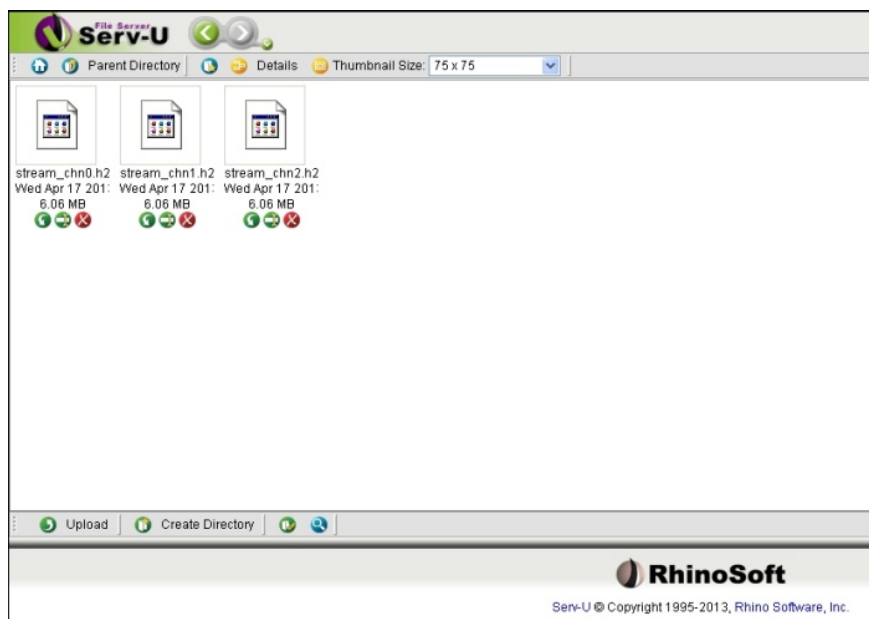 File Server
Serv-U
Parent Directory Details Thumbnail Size: 75 x 75
stream_chn0.h2 stream_chn1.h2 stream_chn2.h2
Wed Apr 17 201 Wed Apr 17 201 Wed Apr 17 201
6.06 MB 6.06 MB 6.06 MB
Upload Create Directory
RhinoSoft
Serv-U © Copyright 1995-2013, Rhino Software, Inc.